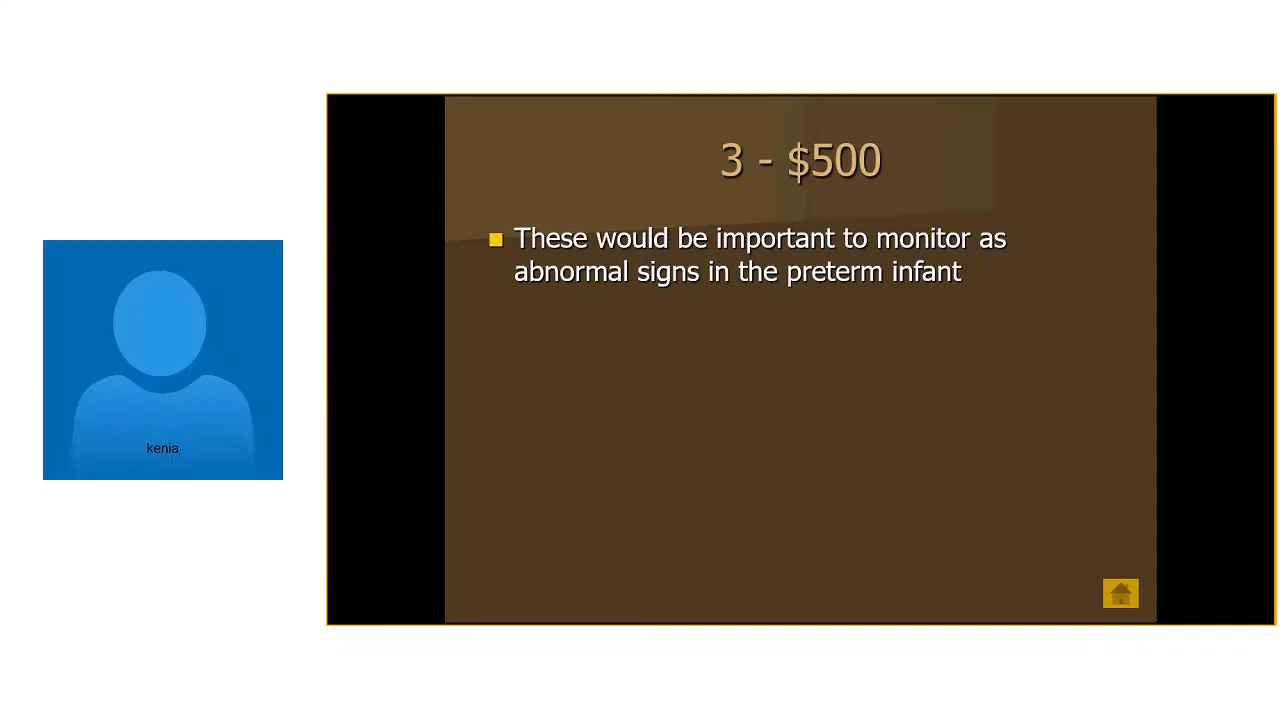 3 - $500
These would be important to monitor as
abnormal signs in the preterm infant
kenia